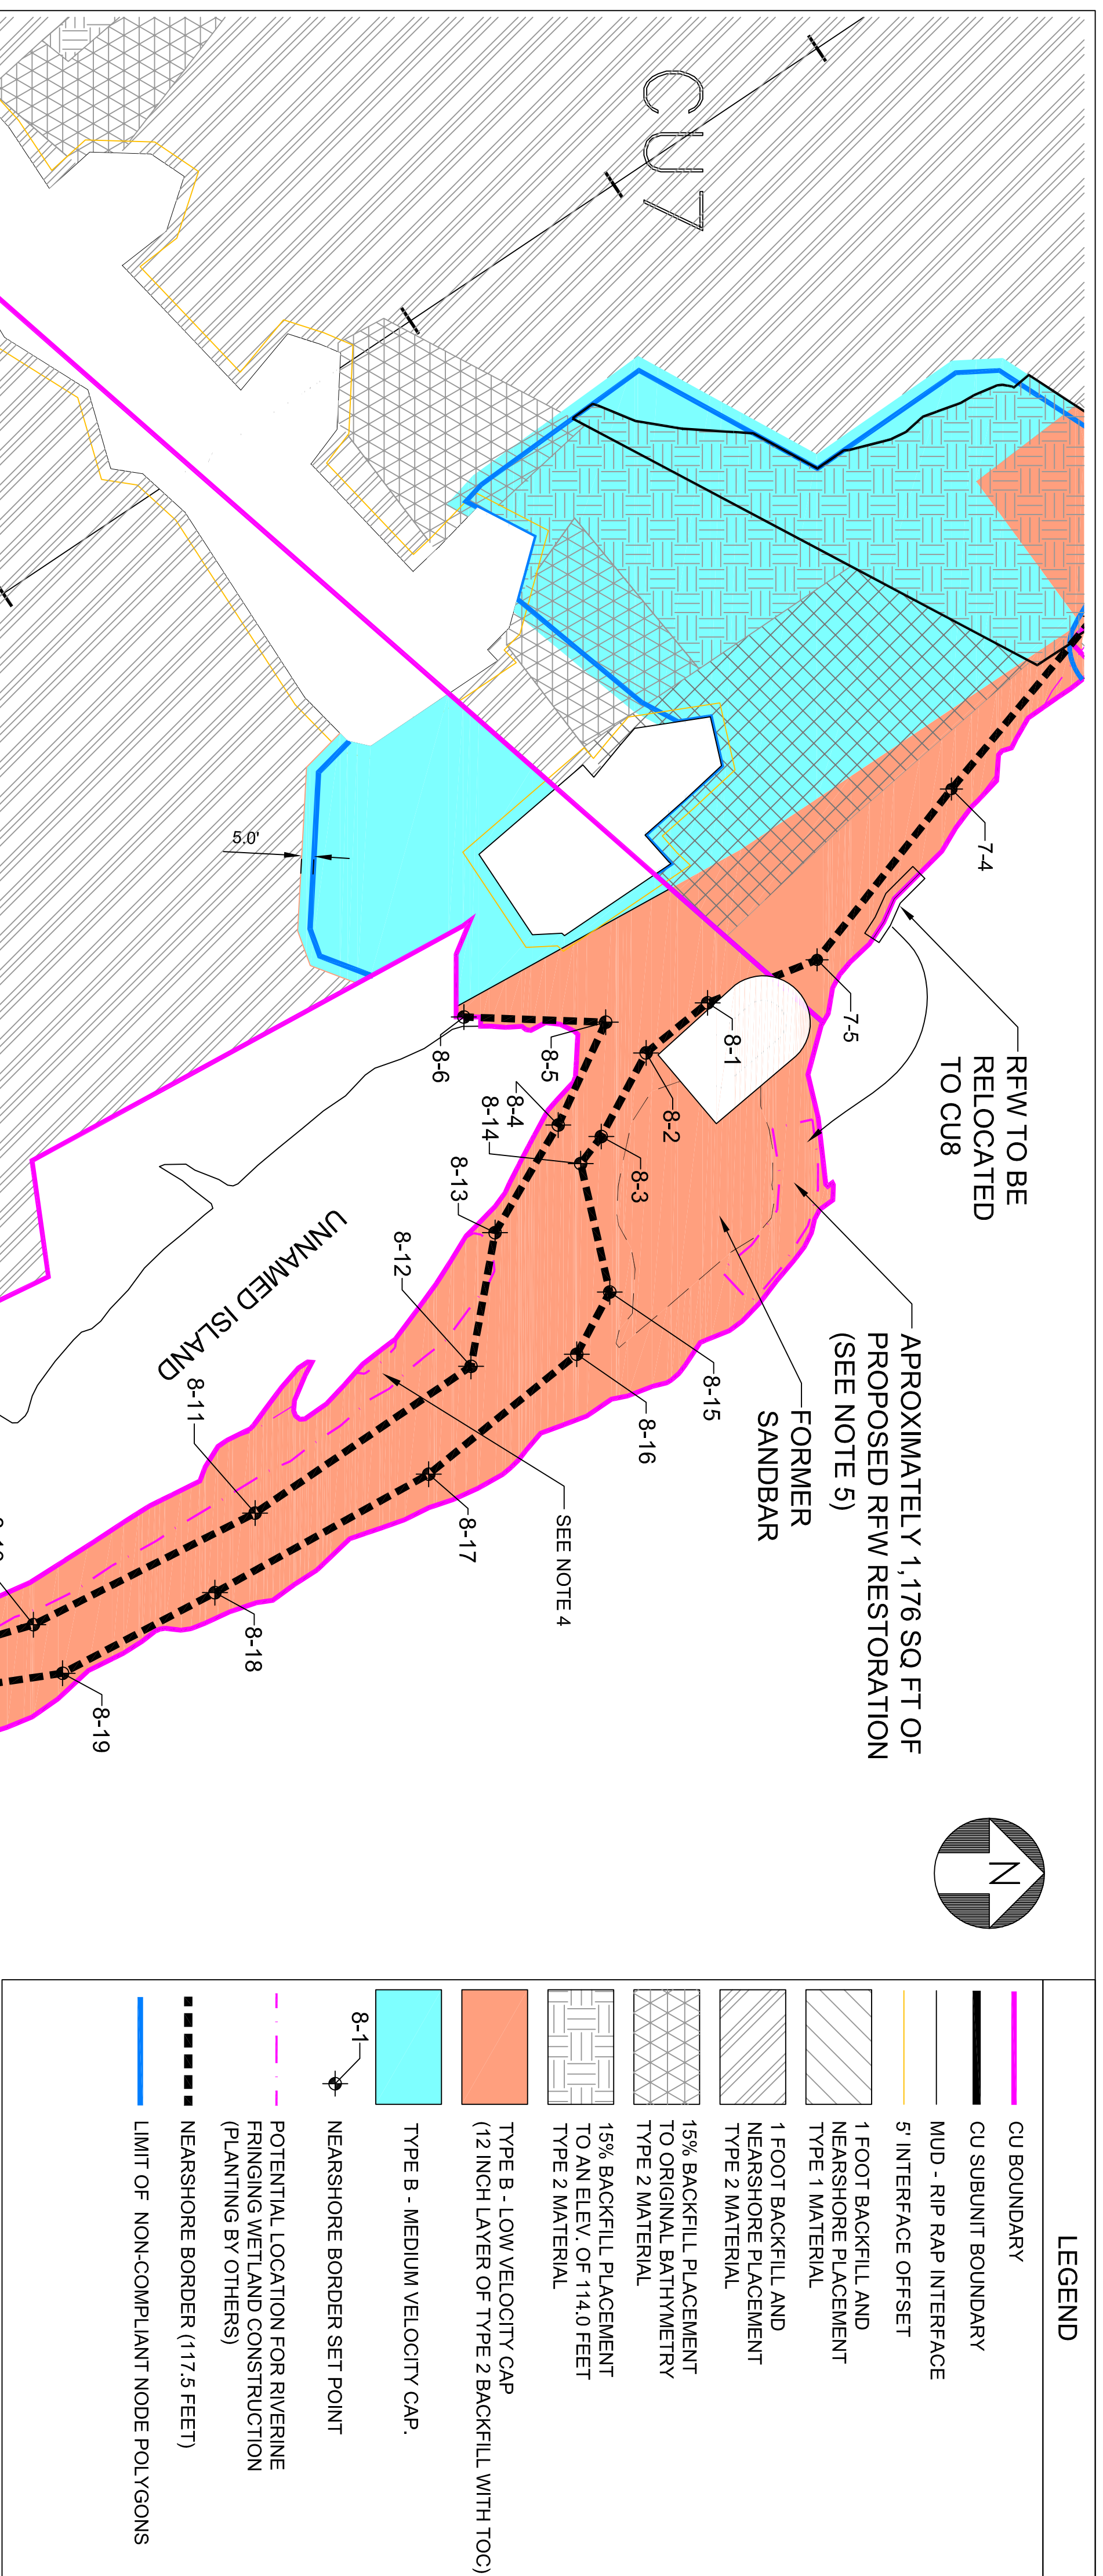 CU7
RFW TO BE
RELOCATED
TO CU8
APROXIMATELY 1,176 SQ FT OF
PROPOSED RFW RESTORATION
(SEE NOTE 5)
FORMER
SANDBAR
7-4
7-5
8-1
8-2
8-3
8-15
8-16
8-17
SEE NOTE 4
8-18
8-19
5.0'
8-6
8-5
8-4
8-14
8-13
8-12
8-11
UNNAMED ISLAND
N
LEGEND
CU BOUNDARY
CU SUBUNIT BOUNDARY
MUD - RIP RAP INTERFACE
5' INTERFACE OFFSET
1 FOOT BACKFILL AND
NEARSHORE PLACEMENT
TYPE 1 MATERIAL
1 FOOT BACKFILL AND
NEARSHORE PLACEMENT
TYPE 2 MATERIAL
15% BACKFILL PLACEMENT
TO ORIGINAL BATHYMETRY
TYPE 2 MATERIAL
15% BACKFILL PLACEMENT
TO AN ELEV. OF 114.0 FEET
TYPE 2 MATERIAL
TYPE B - LOW VELOCITY CAP
(12 INCH LAYER OF TYPE 2 BACKFILL WITH TOC)
TYPE B - MEDIUM VELOCITY CAP.
8-1
NEARSHORE BORDER SET POINT
POTENTIAL LOCATION FOR RIVERINE
FRINGING WETLAND CONSTRUCTION
(PLANTING BY OTHERS)
NEARSHORE BORDER (117.5 FEET)
LIMIT OF NON-COMPLIANT NODE POLYGONS